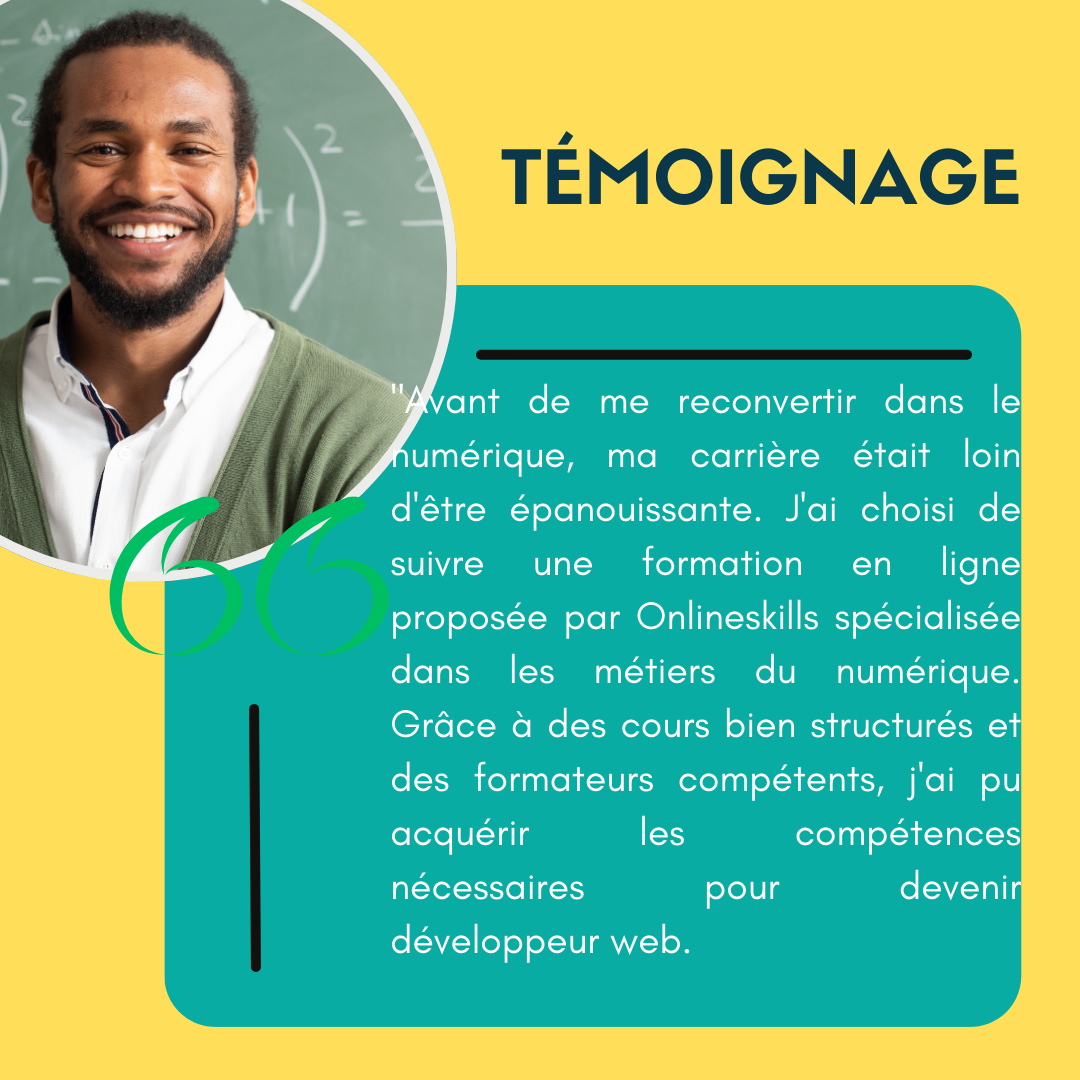 TÉMOIGNAGE
"Avant de me reconvertir dans le
numérique, ma carrière était loin
d'être épanouissante. J'ai choisi de
suivre une formation en ligne
proposée par Onlineskills spécialisée
dans les métiers du numérique.
Grâce à des cours bien structurés et
des formateurs compétents, j'ai pu
acquérir les compétences
nécessaires pour devenir
développeur web.